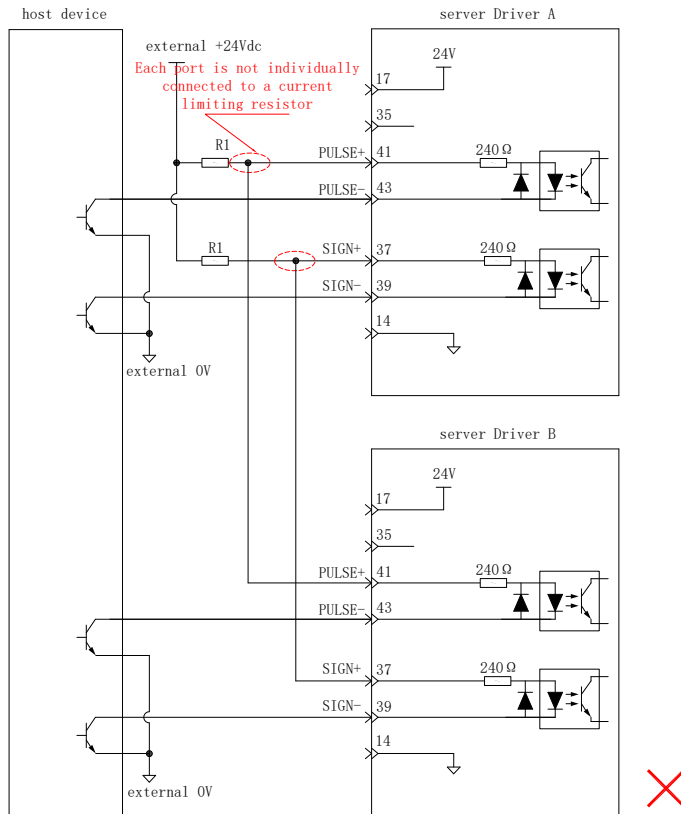 host device
server Driver A
external +24Vdc
Each port is not individually
connected to a current
limiting resistor
24V
17
35
R1
PULSE+
41
240Ω
PULSE-
43
R1
SIGN+
37
240Ω
SIGN-
39
14
external 0V
server Driver B
24V
17
35
PULSE+
41
240Ω
PULSE-
43
SIGN+
37
240Ω
SIGN-
39
14
external 0V